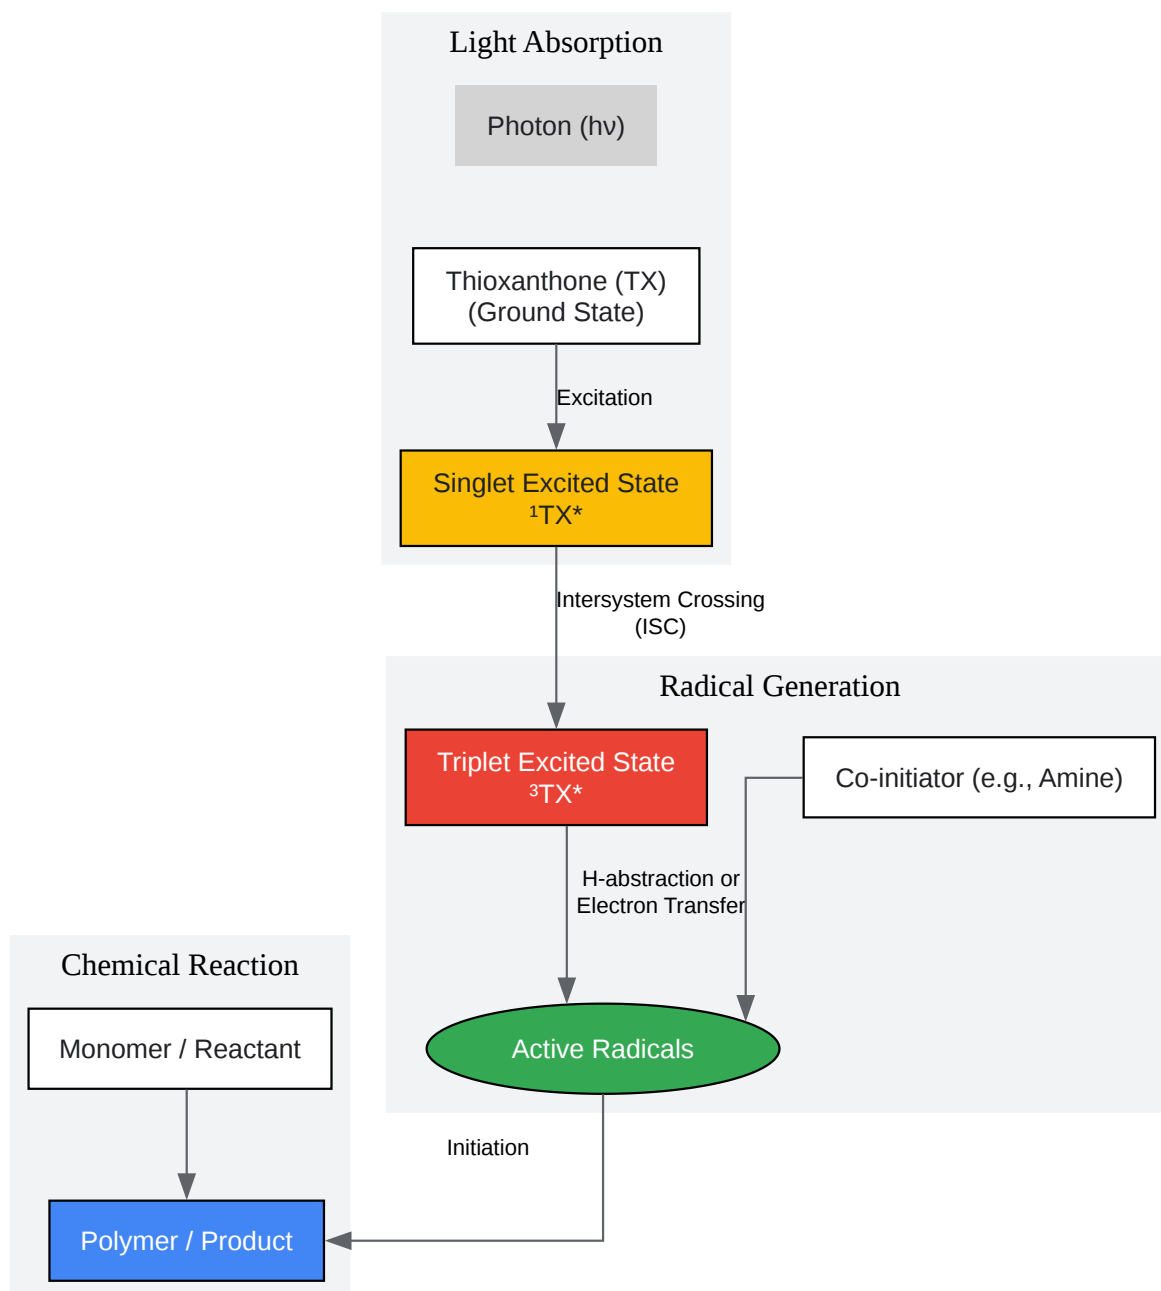 Light Absorption
Photon (hν)
Thioxanthone (TX)
(Ground State)
Excitation
Singlet Excited State
¹TX*
Intersystem Crossing
(ISC)
Radical Generation
Triplet Excited State
³TX*
Co-initiator (e.g., Amine)
H-abstraction or
Electron Transfer
Chemical Reaction
Monomer / Reactant
Active Radicals
Initiation
Polymer / Product